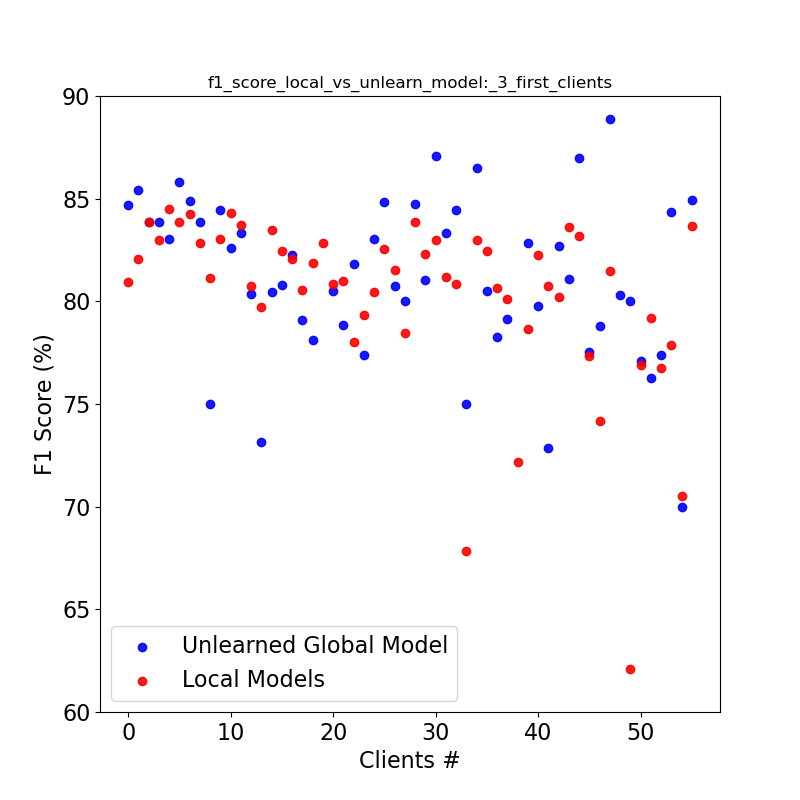 f1_score_local_vs_unlearn_model:_3_first_clients
90
85
80
75
70
65
60
F1 Score (%)
Unlearned Global Model
Local Models
0 10 20 30 40 50
Clients #